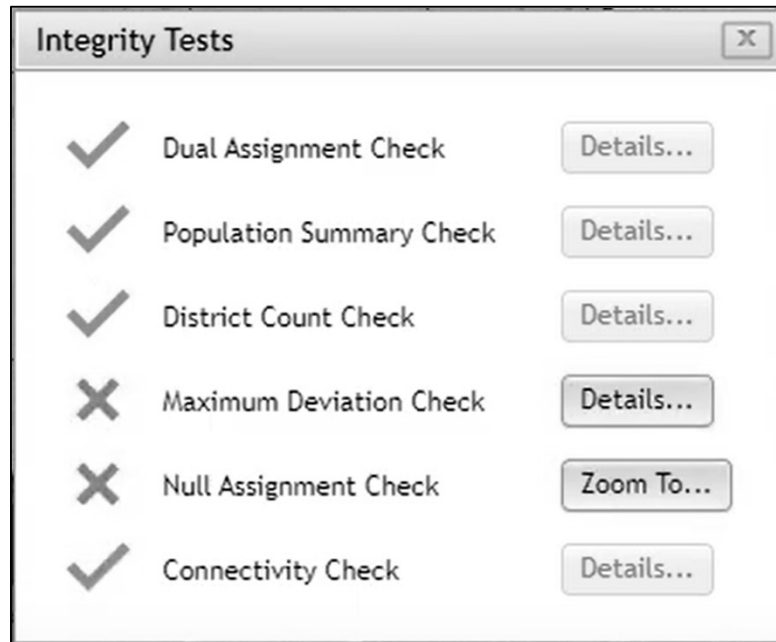 Integrity Tests
Dual Assignment Check Details...
Population Summary Check Details...
District Count Check Details...
Maximum Deviation Check Details...
Null Assignment Check Zoom To...
Connectivity Check Details...